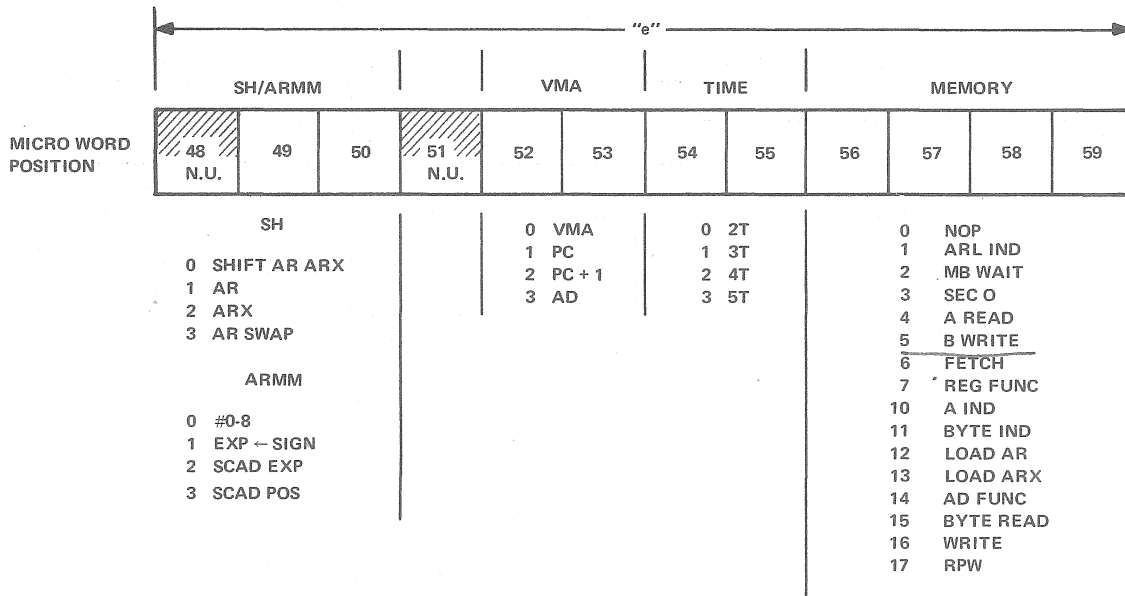 "e"
SH/ARMM VMA TIME MEMORY
MICRO WORD POSITION
48 49 50 51 52 53 54 55 56 57 58 59
N.U. N.U.
SH
0 SHIFT AR ARX
1 AR
2 ARX
3 AR SWAP
ARMM
0 #0-8
1 EXP ← SIGN
2 SCAD EXP
3 SCAD POS
0 VMA
1 PC
2 PC + 1
3 AD
0 2T
1 3T
2 4T
3 5T
0 NOP
1 ARL IND
2 MB WAIT
3 SEC O
4 A READ
5 B WRITE
6 FETCH
7 REG FUNC
10 A IND
11 BYTE IND
12 LOAD AR
13 LOAD ARX
14 AD FUNC
15 BYTE READ
16 WRITE
17 RPW